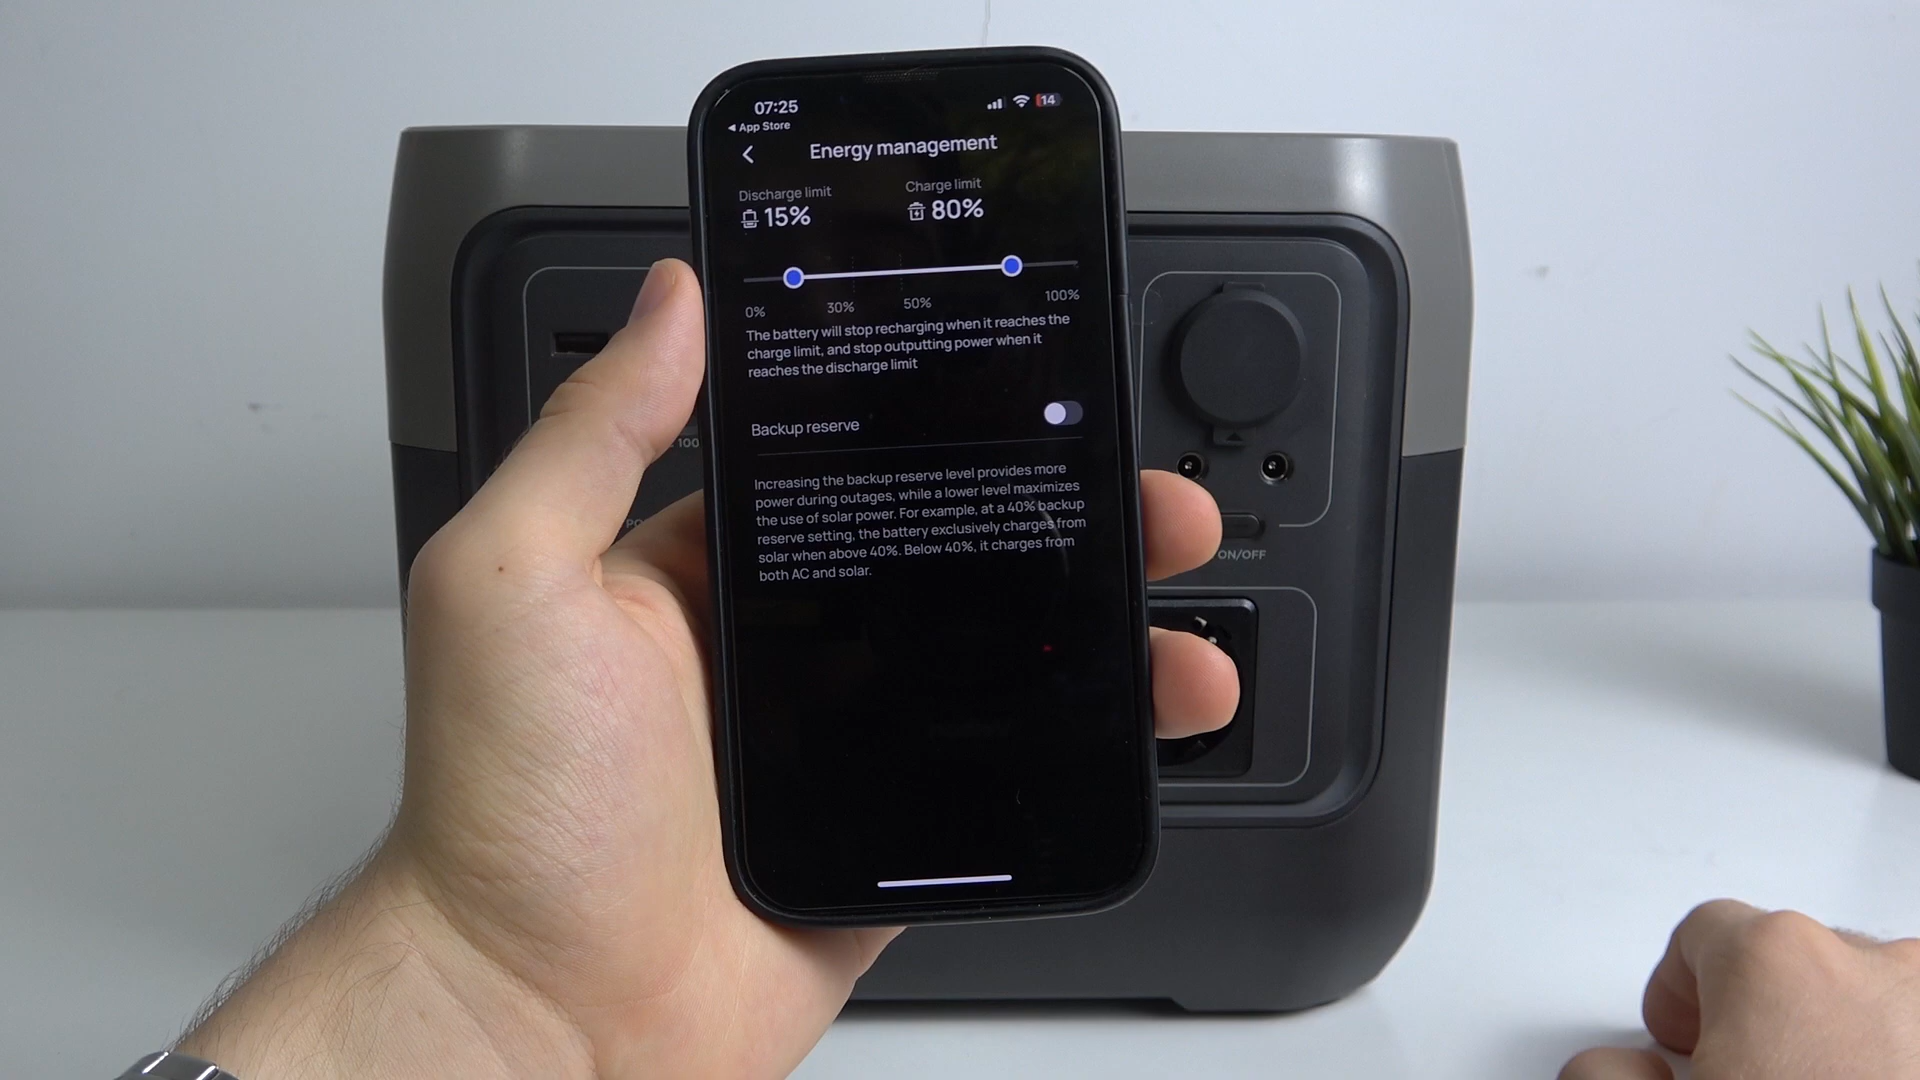 07:25
14
◀ App Store
Energy management
Discharge limit
Charge limit
15%
80%
0%
30%
50%
100%
The battery will stop recharging when it reaches the
charge limit, and stop outputting power when it
reaches the discharge limit
Backup reserve
Increasing the backup reserve level provides more
power during outages, while a lower level maximizes
the use of solar power. For example, at a 40% backup
reserve setting, the battery exclusively charges from
solar when above 40%. Below 40%, it charges from
both AC and solar.
100
PO
ON/OFF